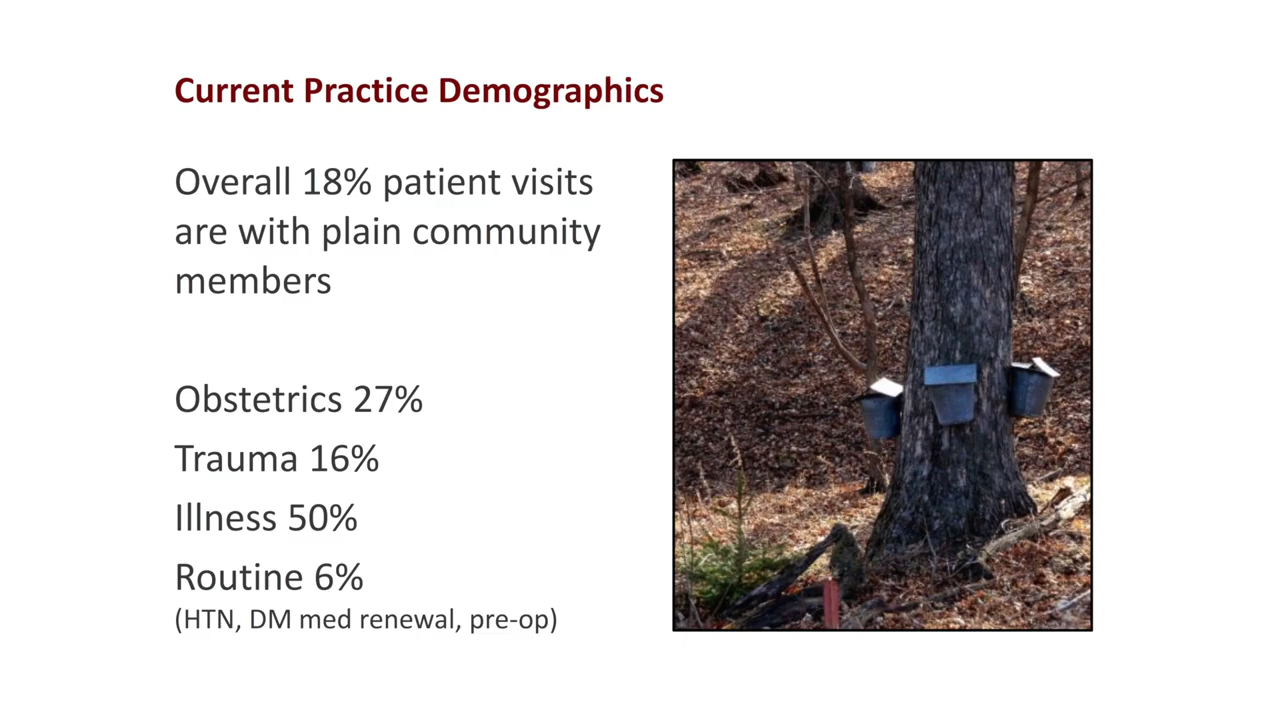 Current Practice Demographics
Overall 18% patient visits
are with plain community
members
Obstetrics 27%
Trauma 16%
Illness 50%
Routine 6%
(HTN, DM med renewal, pre-op)